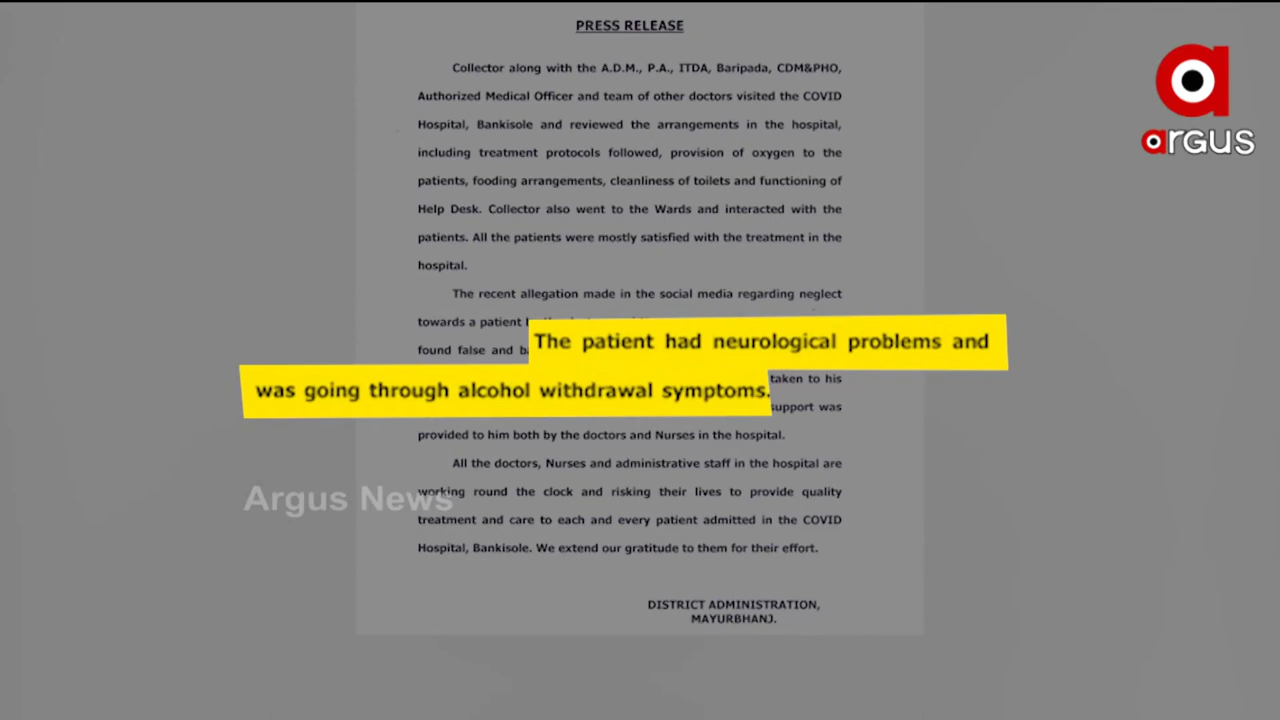 PRESS RELEASE
Collector along with the A.D.M., P.A., ITDA, Baripada, CDM&PHO,
Authorized Medical Officer and team of other doctors visited the COVID
Hospital, Bankisole and reviewed the arrangements in the hospital,
including treatment protocols followed, provision of oxygen to the
patients, fooding arrangements, cleanliness of toilets and functioning of
Help Desk. Collector also went to the Wards and interacted with the
patients. All the patients were mostly satisfied with the treatment in the
hospital.
The recent allegation made in the social media regarding neglect
towards a patient
found false and
The patient had neurological problems and
was going through alcohol withdrawal symptoms.
taken to his
support was
provided to him both by the doctors and Nurses in the hospital.
All the doctors, Nurses and administrative staff in the hospital are
working round the clock and risking their lives to provide quality
treatment and care to each and every patient admitted in the COVID
Hospital, Bankisole. We extend our gratitude to them for their effort.
DISTRICT ADMINISTRATION,
MAYURBHANJ.
a
argus
Argus News